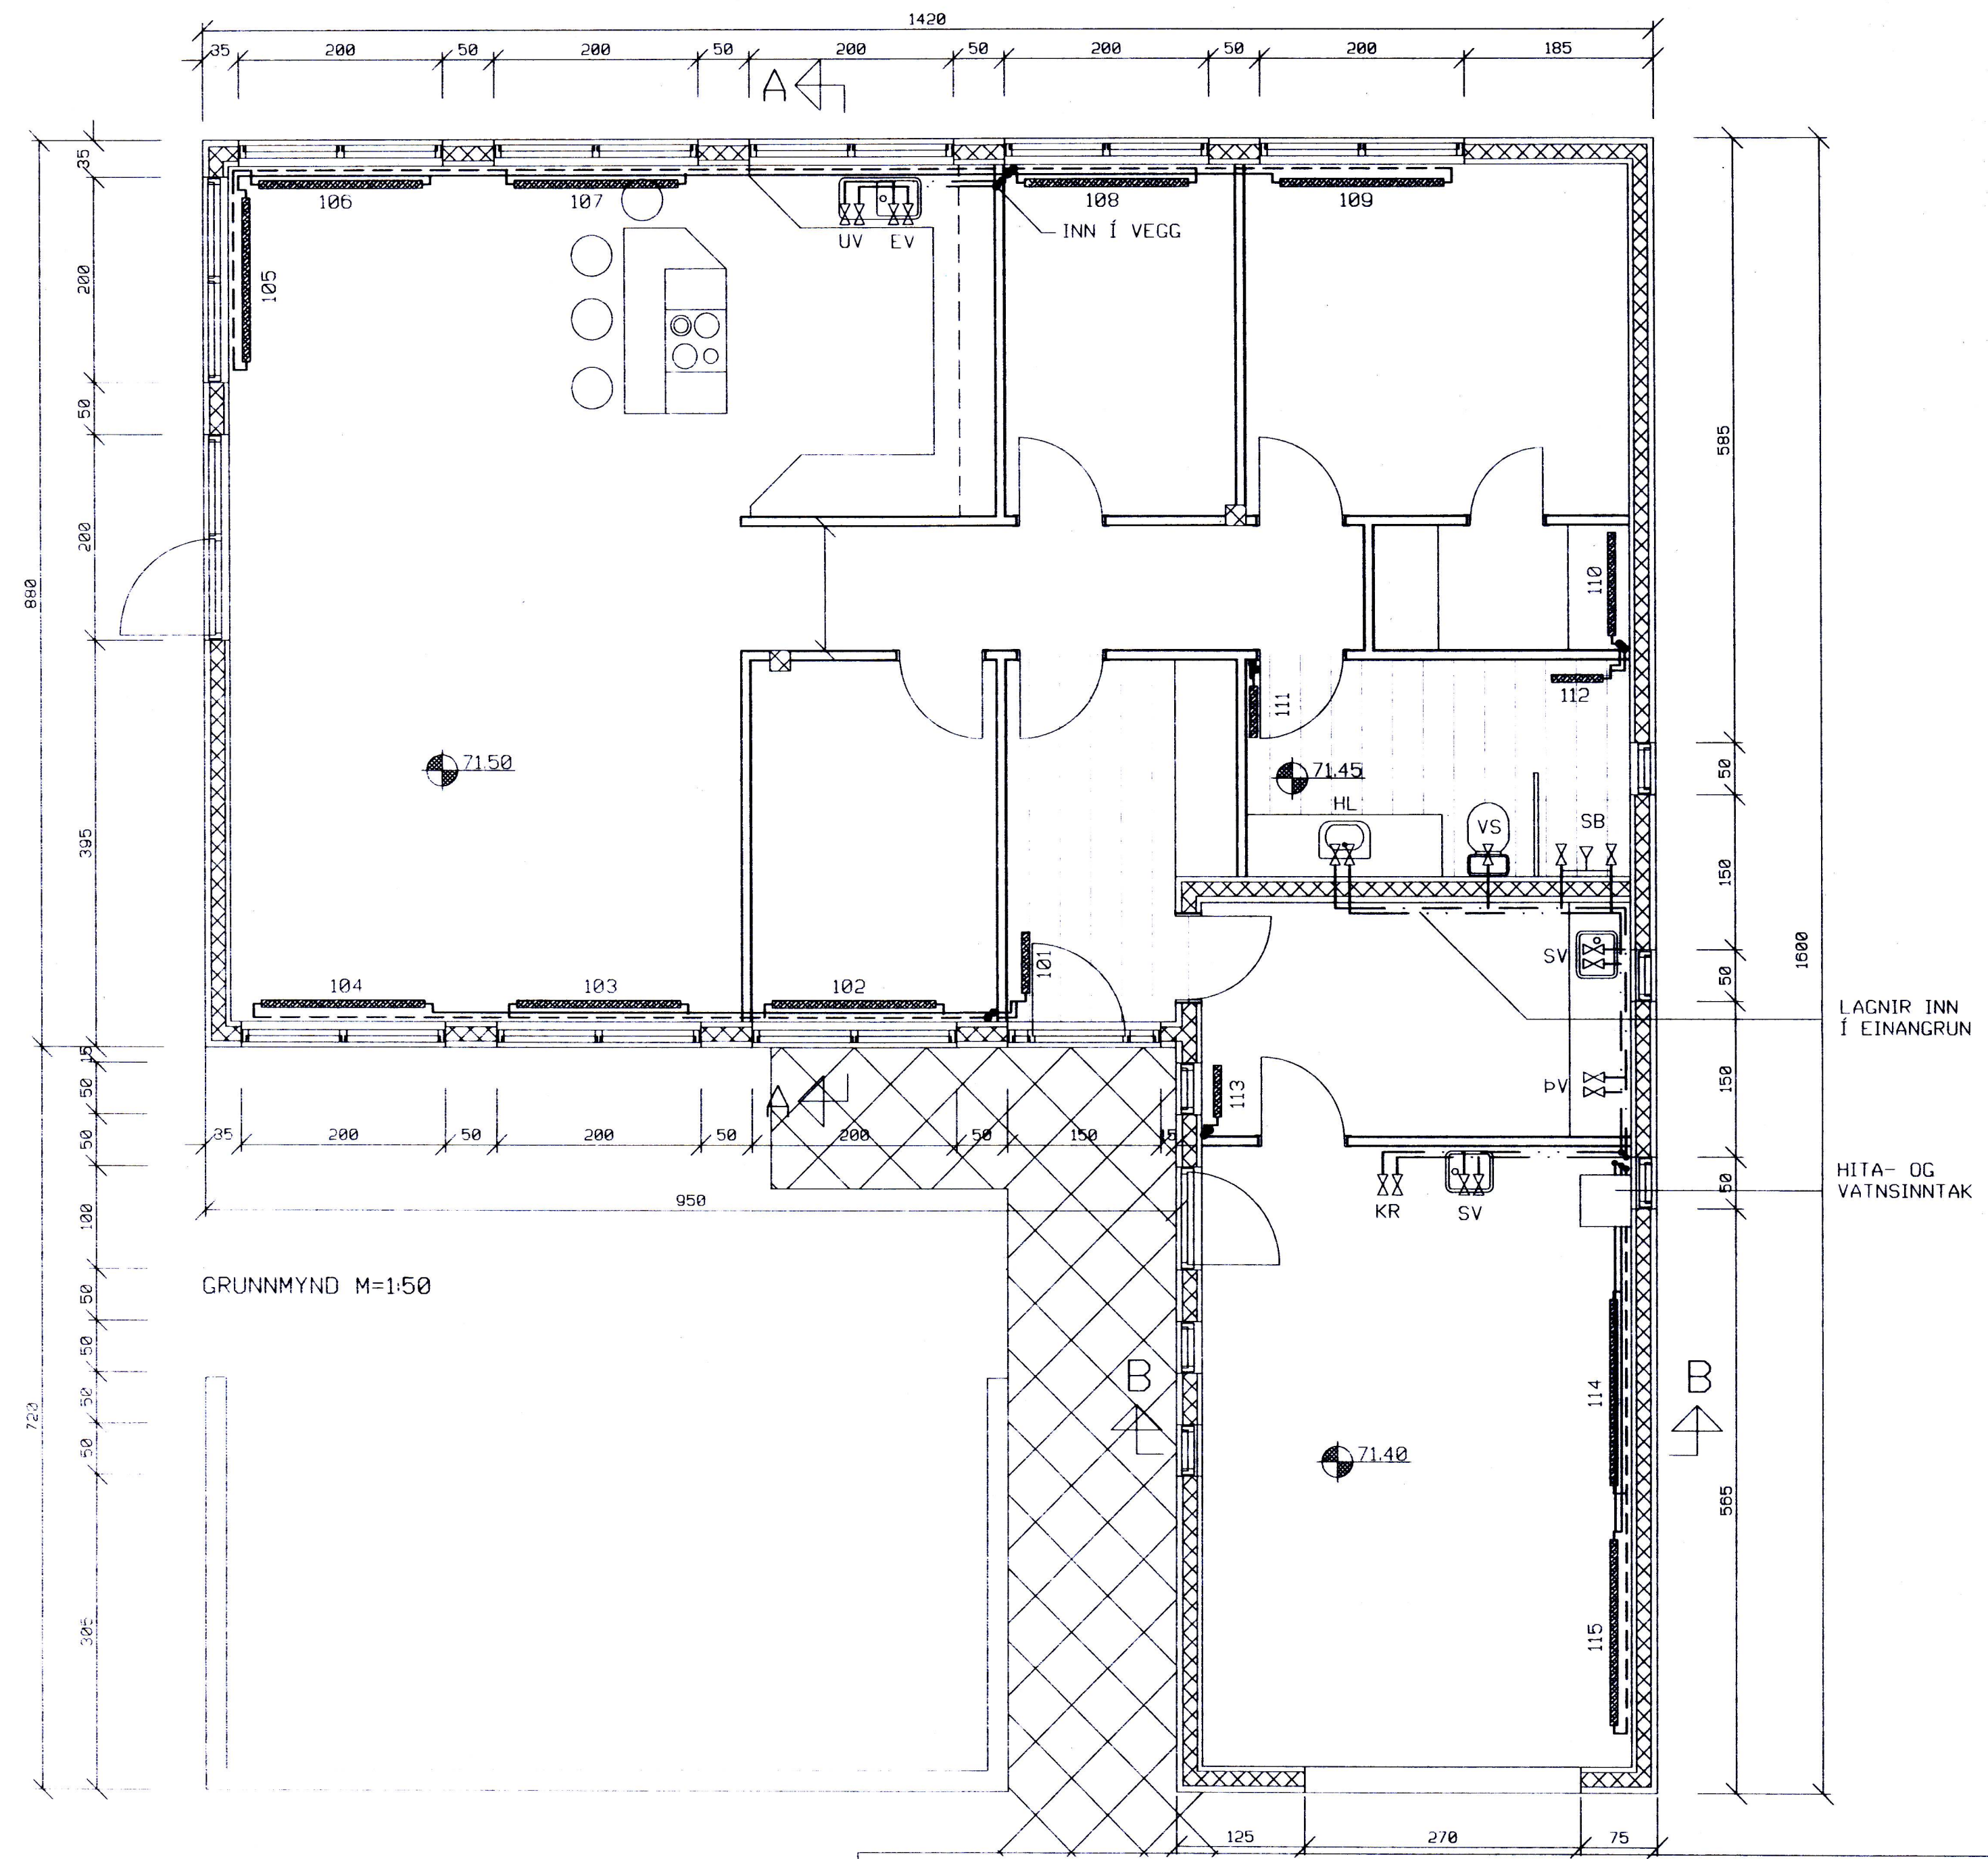 1420
35 200 50 200 50 200 50 200 50 200 185
A
35
106 107 108 109
UV EV
INN Í VEGG
105
200
50
585
200
880
110
111
112
71.50
71.45
HL
VS
SB
50
395
150
1600
SV
101
50
104 103 102
LAGNIR INN
Í EINANGRUN
15
50
113
ÞV
150
A
35 200 50 200 50 200 50 150 15
50
HITA- OG
VATNSINNTAK
950
KR SV
50
100
GRUNNMYND M=1:50
50
50
B B
114
50
720
71.40
50
565
305
115
125 270 75